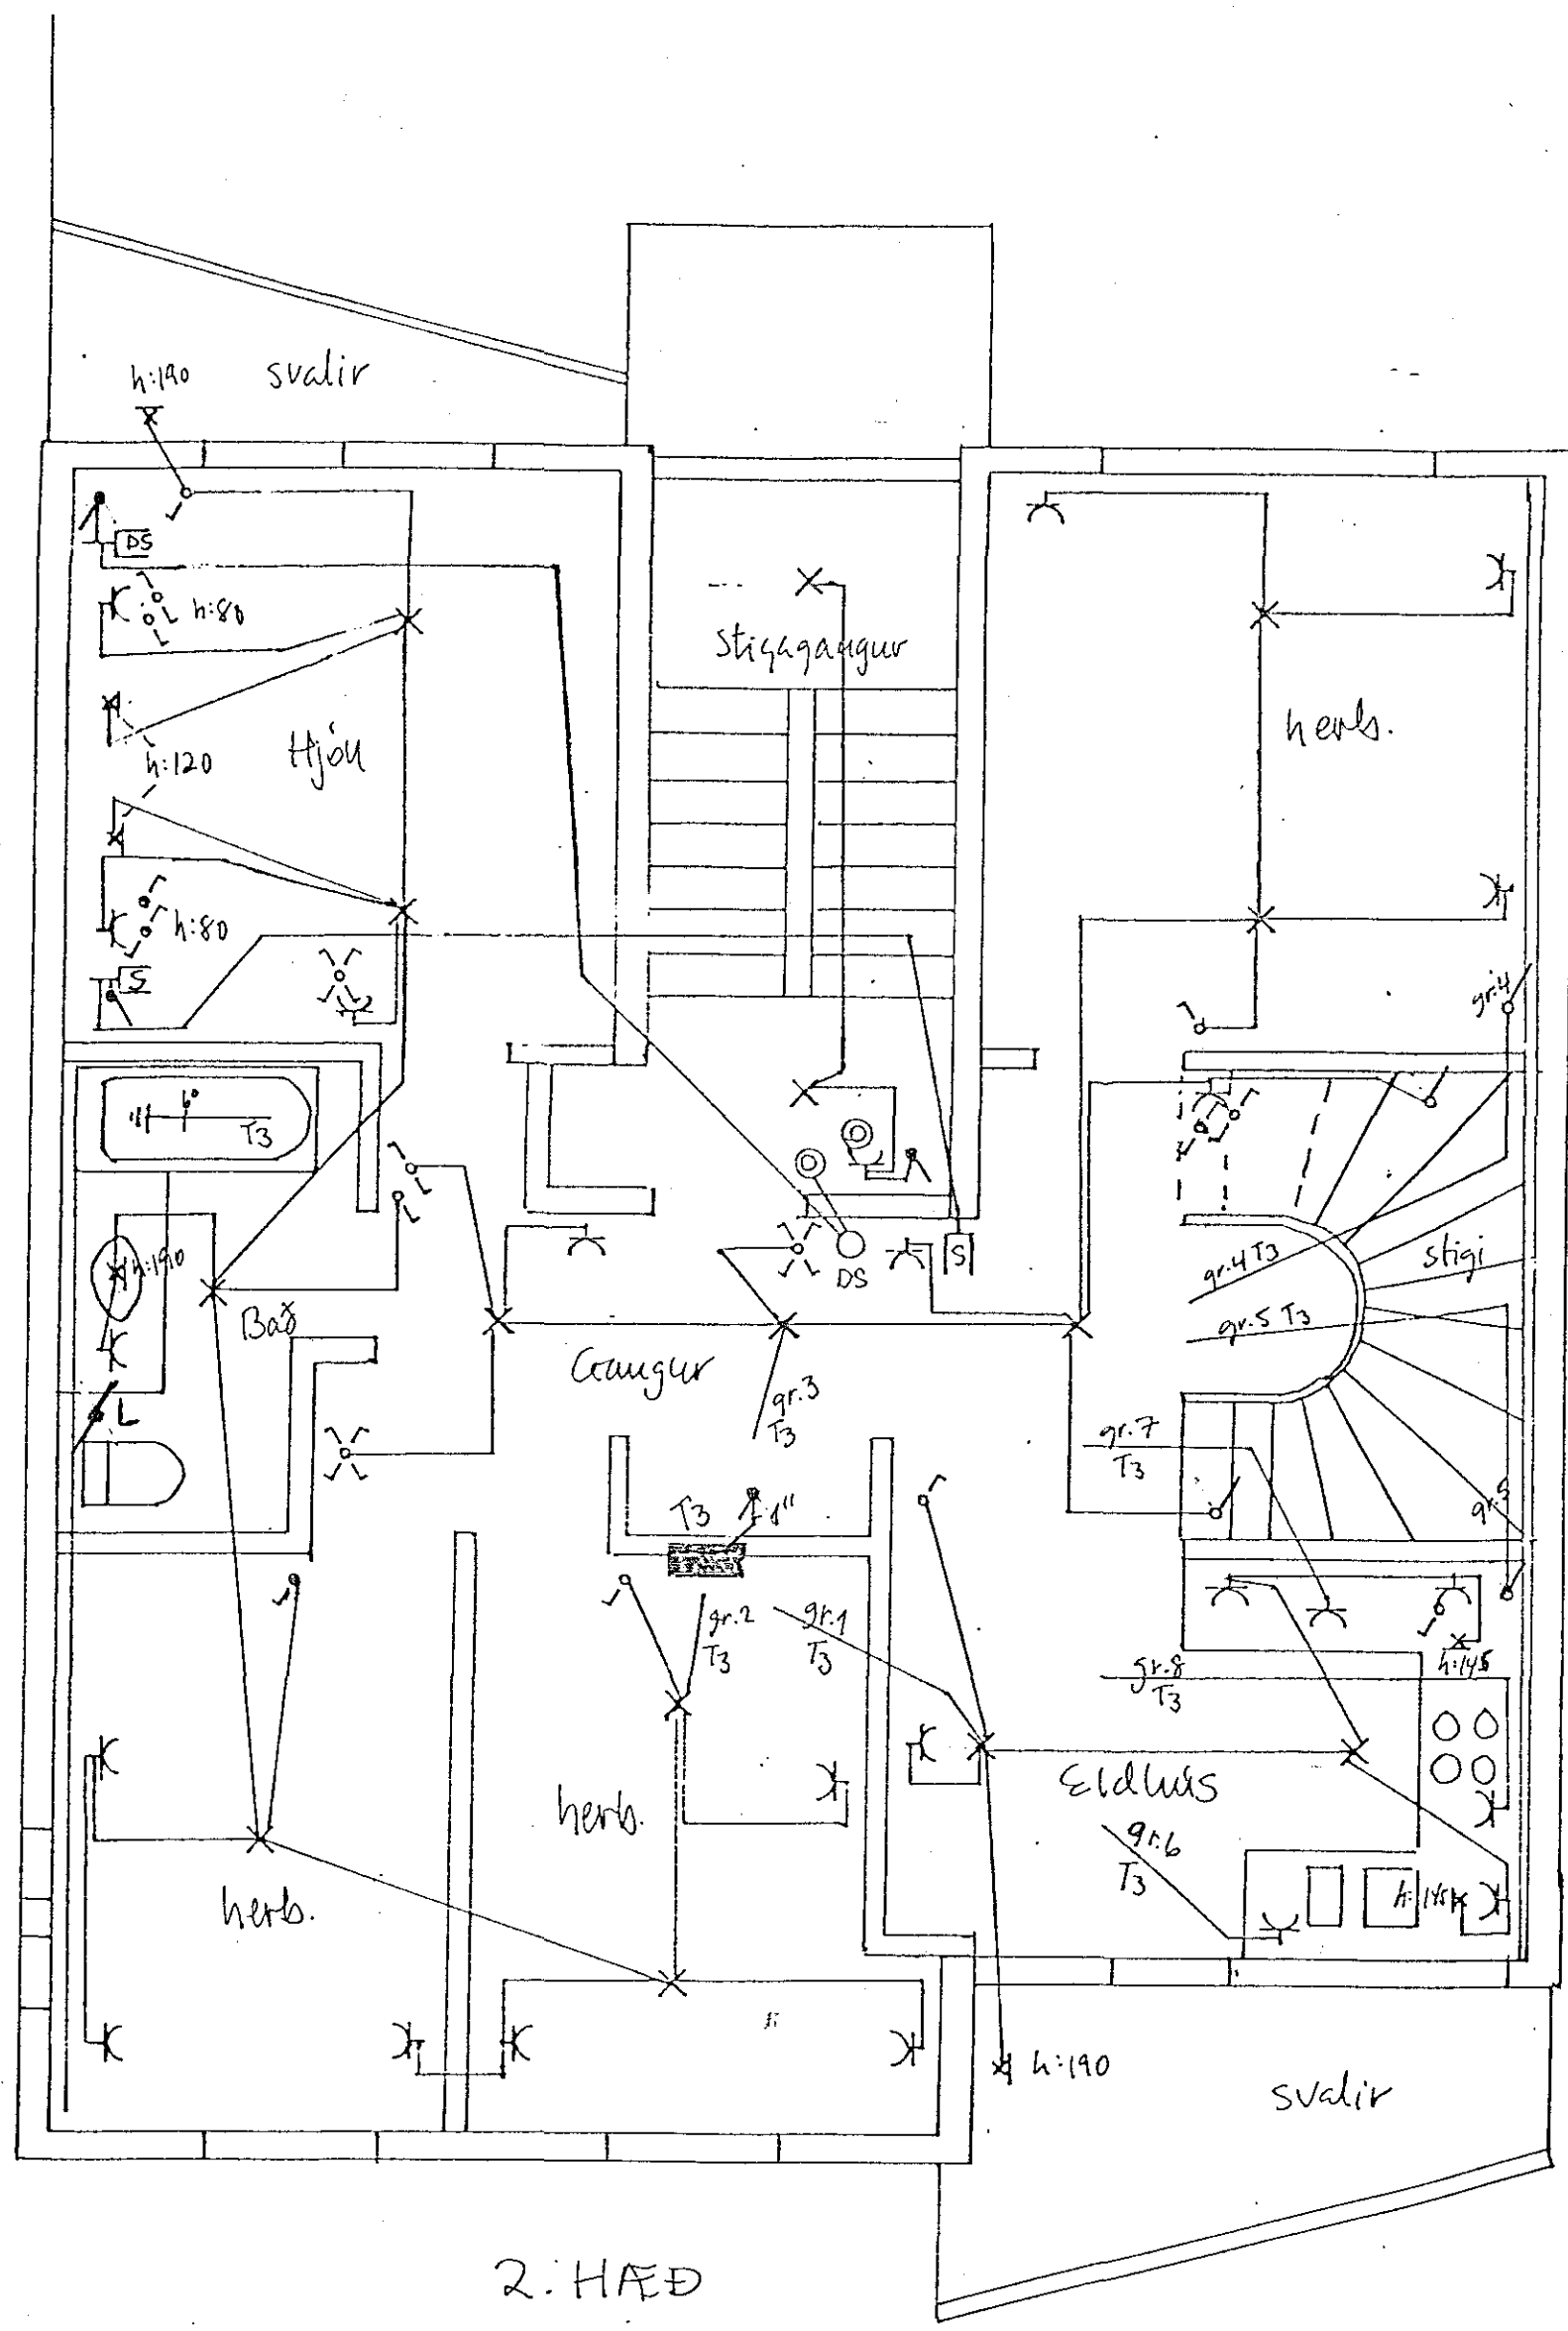 svalir
h:190
DS
h:80
Stigagangur
herb.
Hjón
h:120
h:80
S
gr.4
6°
T3
h:190
Bað
DS
S
stigi
gr.4 T3
gr.5 T3
Gangur
gr.3
T3
gr.7
T3
gr.5
T3
1"
gr.2
T3
gr.1
T3
h:145
gr.8
T3
Eldhús
herb.
gr.6
T3
h:145
herb.
h:190
svalir
2. HÆÐ